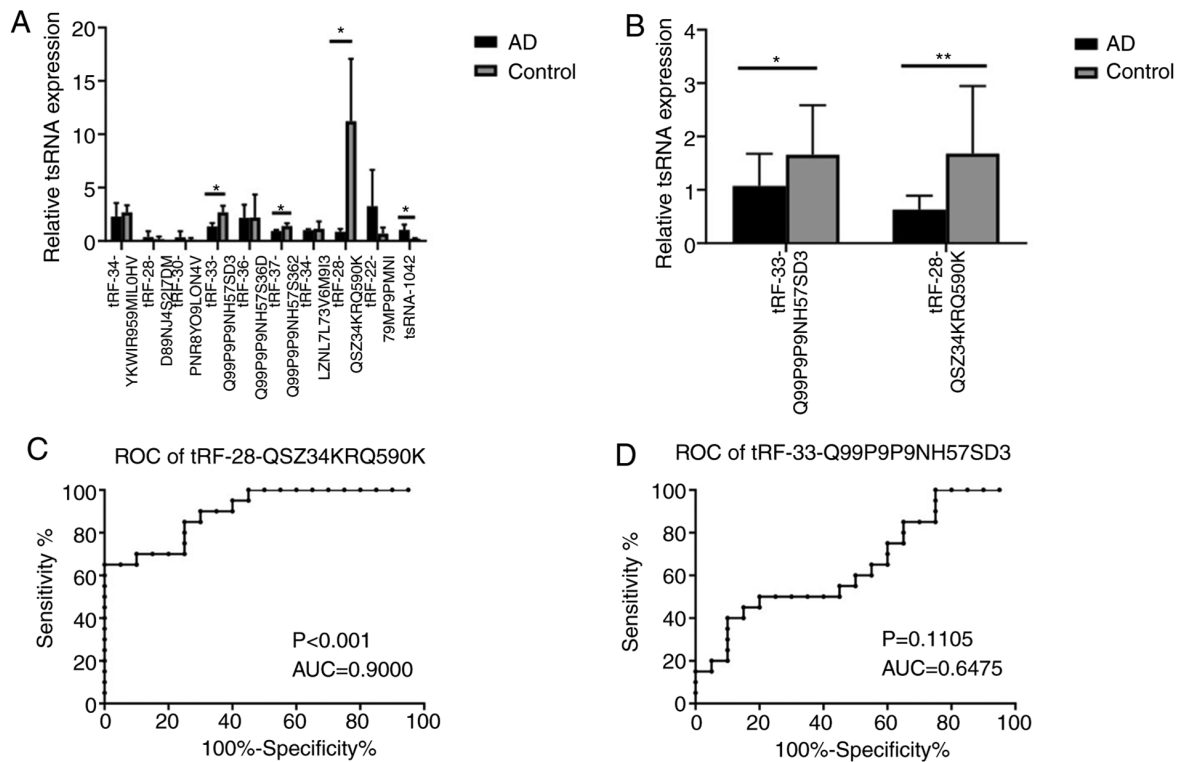 A
Relative tsRNA expression
20
15
10
5
0
*
*
*
*
AD
Control
tRF-34-
YKWIR959MIL0HV
tRF-28-
D89NJ4S2I7DM
tRF-30-
PNR8YO9LON4V
tRF-33-
Q99P9P9NH57SD3
tRF-36-
Q99P9P9NH57S36D
tRF-37-
Q99P9P9NH57S362
tRF-34-
LZNL7L73V6M9I3
tRF-28-
QSZ34KRQ590K
tRF-22-
79MP9PMNI
tsRNA-1042
B
Relative tsRNA expression
4
3
2
1
0
*
**
AD
Control
tRF-33-
Q99P9P9NH57SD3
tRF-28-
QSZ34KRQ590K
C
ROC of tRF-28-QSZ34KRQ590K
Sensitivity %
100
80
60
40
20
0
P<0.001
AUC=0.9000
0 20 40 60 80 100
100%-Specificity%
D
ROC of tRF-33-Q99P9P9NH57SD3
Sensitivity %
100
80
60
40
20
0
P=0.1105
AUC=0.6475
0 20 40 60 80 100
100%-Specificity%